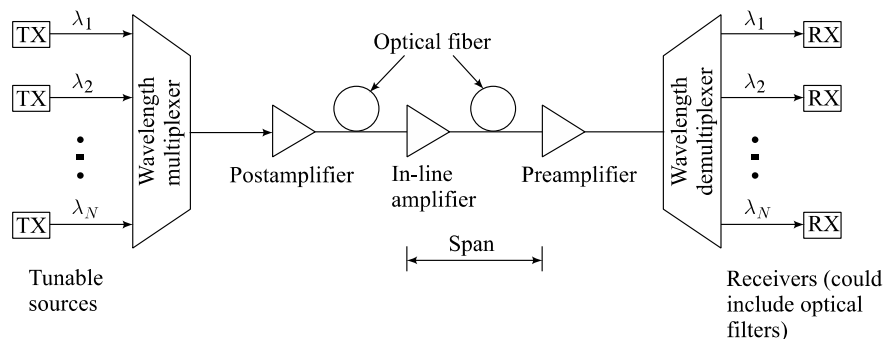 TX
λ1
TX
λ2
TX
λN
Tunable
sources
Wavelength
multiplexer
Postamplifier
Optical fiber
In-line
amplifier
Span
Preamplifier
Wavelength
demultiplexer
λ1
RX
λ2
RX
λN
RX
Receivers (could
include optical
filters)